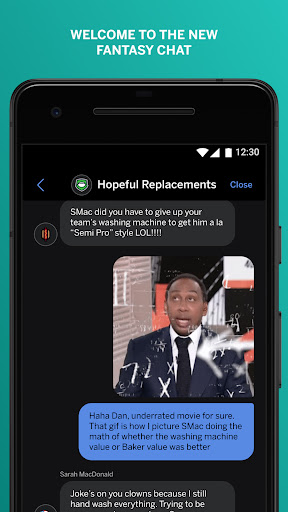 WELCOME TO THE NEW
FANTASY CHAT
12:30
Hopeful Replacements
Close
SMac did you have to give up your
team's washing machine to get him a la
“Semi Pro” style LOL!!!!
Haha Dan, underrated movie for sure.
That gif is how I picture SMac doing the
math of whether the washing machine
value or Baker value was better
Sarah MacDonald
Joke's on you clowns because I still
hand wash everything. Trying to be